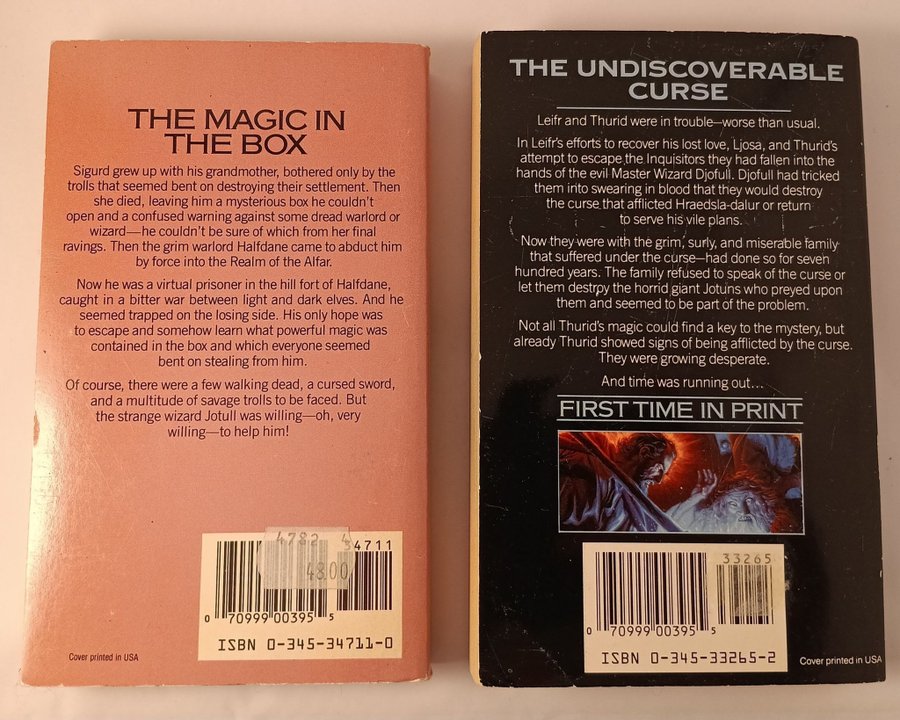 THE MAGIC IN
THE BOX
Sigurd grew up with his grandmother, bothered only by the
trolls that seemed bent on destroying their settlement. Then
she died, leaving him a mysterious box he couldn't
open and a confused warning against some dread warlord or
wizard—he couldn't be sure of which from her final
ravings. Then the grim warlord Halfdane came to abduct him
by force into the Realm of the Alfar.
Now he was a virtual prisoner in the hill fort of Halfdane,
caught in a bitter war between light and dark elves. And he
seemed trapped on the losing side. His only hope was
to escape and somehow learn what powerful magic was
contained in the box and which everyone seemed
bent on stealing from him.
Of course, there were a few walking dead, a cursed sword,
and a multitude of savage trolls to be faced. But
the strange wizard Jotull was willing—oh, very
willing—to help him!
4782 4
34711
48.00
0 70999 00395 5
ISBN 0-345-34711-0
Cover printed in USA
THE UNDISCOVERABLE
CURSE
Leifr and Thurid were in trouble—worse than usual.
In Leifr's efforts to recover his lost love, Ljosa, and Thurid's
attempt to escape the Inquisitors they had fallen into the
hands of the evil Master Wizard Djofull. Djofull had tricked
them into swearing in blood that they would destroy
the curse that afflicted Hraedsla-dalur or return
to serve his vile plans.
Now they were with the grim, surly, and miserable family
that suffered under the curse—had done so for seven
hundred years. The family refused to speak of the curse or
let them destroy the horrid giant Jotuns who preyed upon
them and seemed to be part of the problem.
Not all Thurid's magic could find a key to the mystery, but
already Thurid showed signs of being afflicted by the curse.
They were growing desperate.
And time was running out...
FIRST TIME IN PRINT
33265
0 70999 00395 5
ISBN 0-345-33265-2
Cover printed in USA